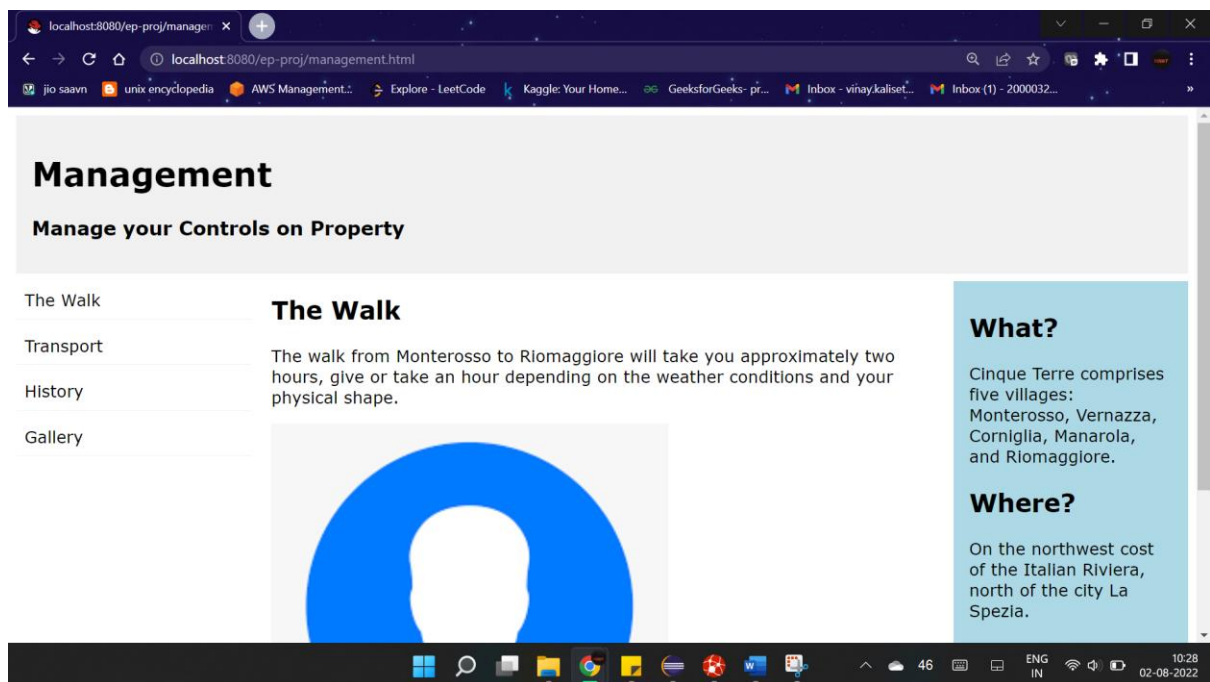 localhost:8080/ep-proj/managen
localhost:8080/ep-proj/management.html
jio saavn
unix encyclopedia
AWS Management...
Explore - LeetCode
Kaggle: Your Home...
GeeksforGeeks- pr...
Inbox - vinay.kaliset...
Inbox (1) - 2000032...
Management
Manage your Controls on Property
The Walk
Transport
History
Gallery
The Walk
The walk from Monterosso to Riomaggiore will take you approximately two
hours, give or take an hour depending on the weather conditions and your
physical shape.
What?
Cinque Terre comprises
five villages:
Monterosso, Vernazza,
Corniglia, Manarola,
and Riomaggiore.
Where?
On the northwest cost
of the Italian Riviera,
north of the city La
Spezia.
46
ENG
IN
10:28
02-08-2022